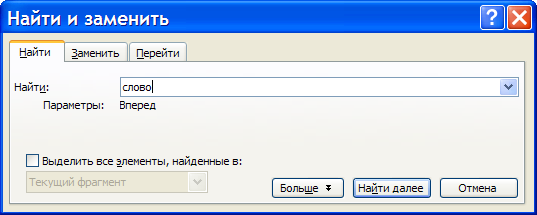 Найти и заменить
Найти Заменить Перейти
Найти: слово
Параметры: Вперед
Выделить все элементы, найденные в:
Текущий фрагмент
Больше Найти далее Отмена